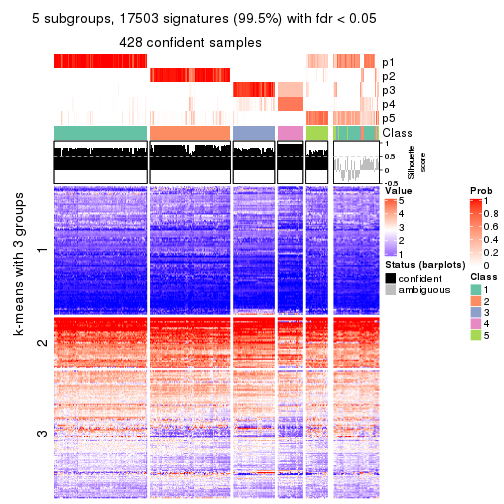 5 subgroups, 17503 signatures (99.5%) with fdr < 0.05
428 confident samples
p1
p2
p3
p4
p5
Class
1
0.5
0
-0.5
Silhouette
score
k-means with 3 groups
1
2
3
Value
5
4
3
2
1
Status (barplots)
confident
ambiguous
Prob
1
0.8
0.6
0.4
0.2
0
Class
1
2
3
4
5